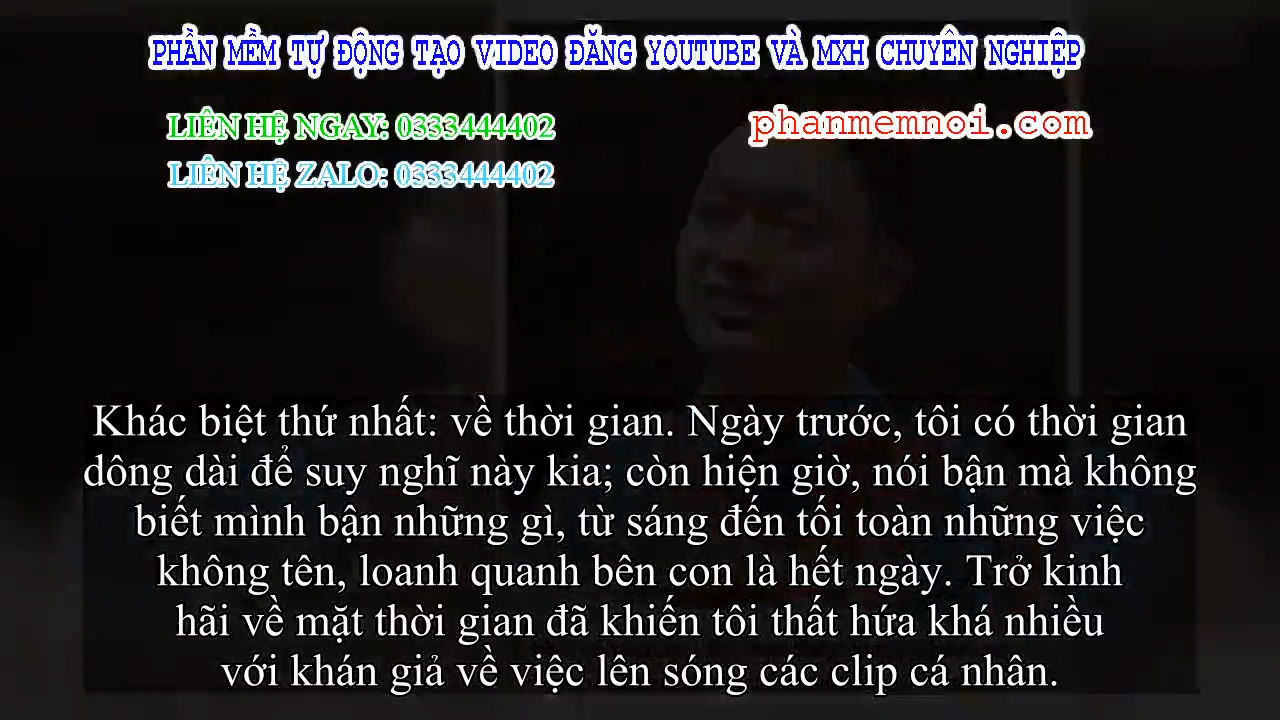 PHẦN MỀM TỰ ĐỘNG TẠO VIDEO ĐĂNG YOUTUBE VÀ MXH CHUYÊN NGHIỆP
LIÊN HỆ NGAY: 0333444402
phanmemnoi.com
LIÊN HỆ ZALO: 0333444402
Khác biệt thứ nhất: về thời gian. Ngày trước, tôi có thời gian
dông dài để suy nghĩ này kia; còn hiện giờ, nói bận mà không
biết mình bận những gì, từ sáng đến tối toàn những việc
không tên, loanh quanh bên con là hết ngày. Trở kinh
hãi về mặt thời gian đã khiến tôi thất hứa khá nhiều
với khán giả về việc lên sóng các clip cá nhân.